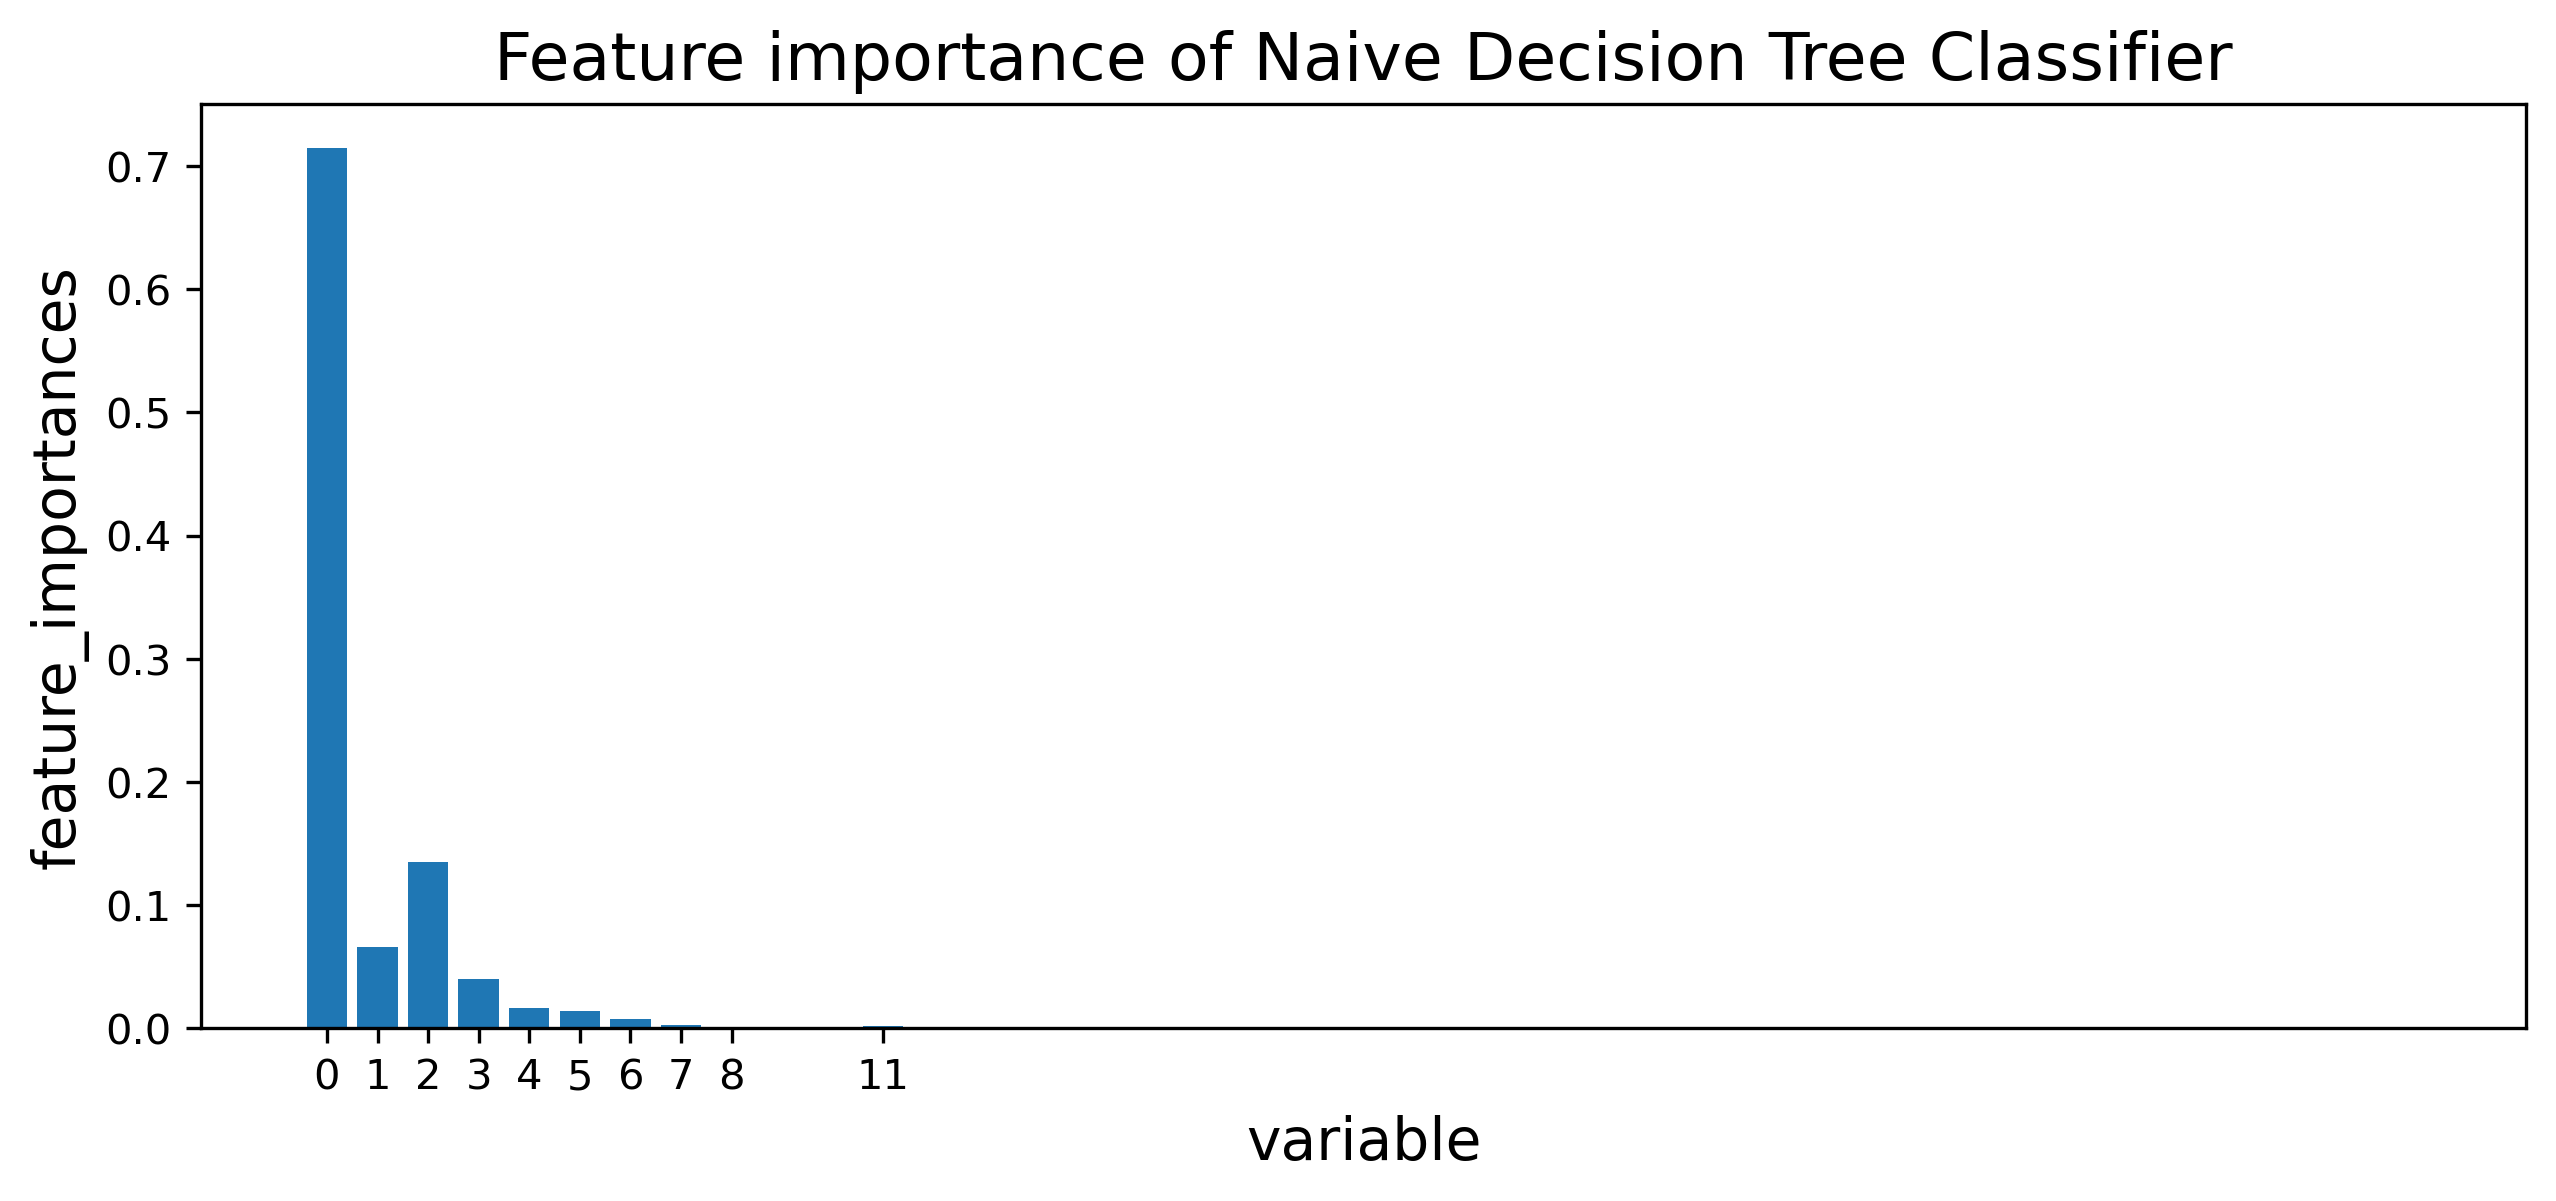 Feature importance of Naive Decision Tree Classifier
feature_importances
0.7
0.6
0.5
0.4
0.3
0.2
0.1
0.0
0 1 2 3 4 5 6 7 8 11
variable